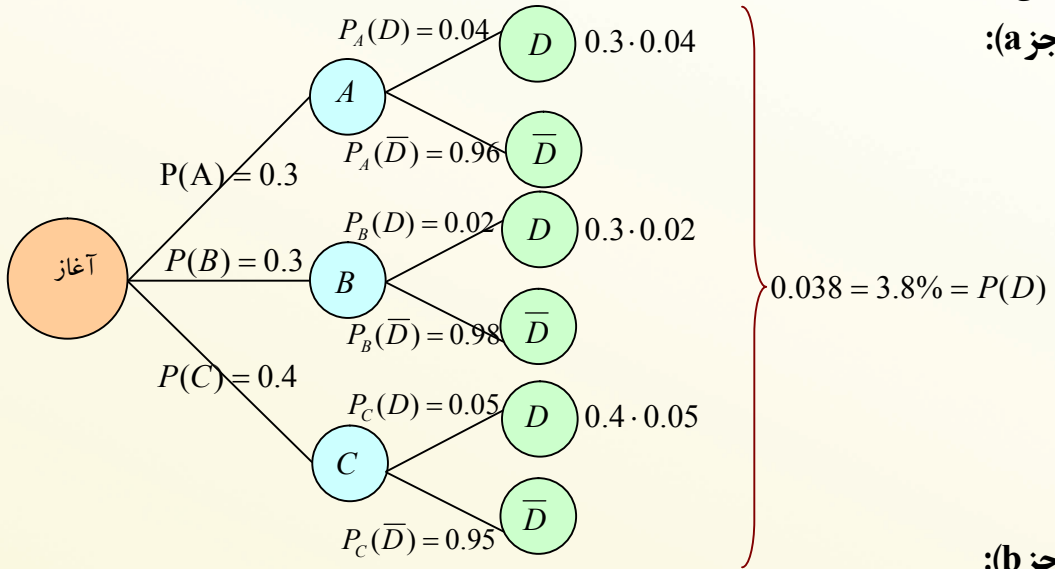 جز a):
P_A(D) = 0.04
D
0.3 · 0.04
A
P_A(D̅) = 0.96
D̅
P(A) = 0.3
P_B(D) = 0.02
D
0.3 · 0.02
آغاز
P(B) = 0.3
B
0.038 = 3.8% = P(D)
P_B(D̅) = 0.98
D̅
P(C) = 0.4
P_C(D) = 0.05
D
0.4 · 0.05
C
P_C(D̅) = 0.95
D̅
جز b):